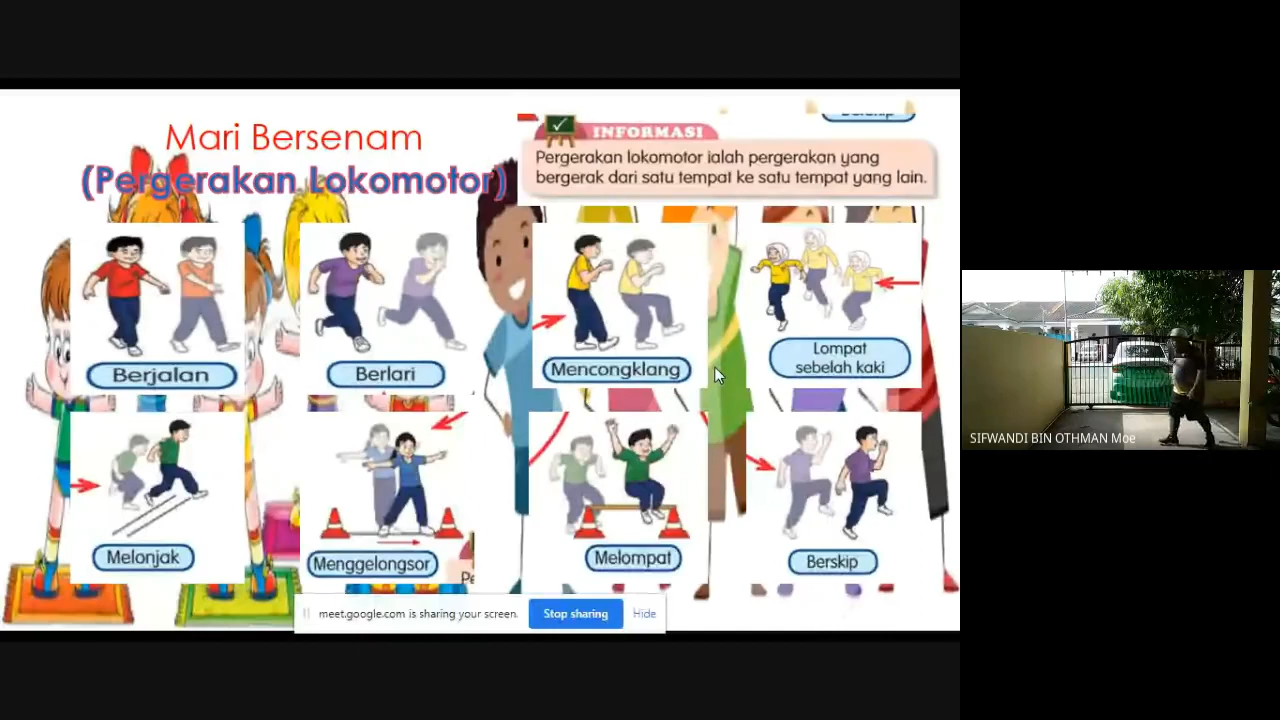 Mari Bersenam
(Pergerakan Lokomotor)
Berskip
INFORMASI
Pergerakan lokomotor ialah pergerakan yang
bergerak dari satu tempat ke satu tempat yang lain.
Berjalan
Berlari
Mencongklang
Lompat
sebelah kaki
Melonjak
Menggelongsor
Pe
Melompat
Berskip
meet.google.com is sharing your screen.
Stop sharing
Hide
SIFWANDI BIN OTHMAN Moe